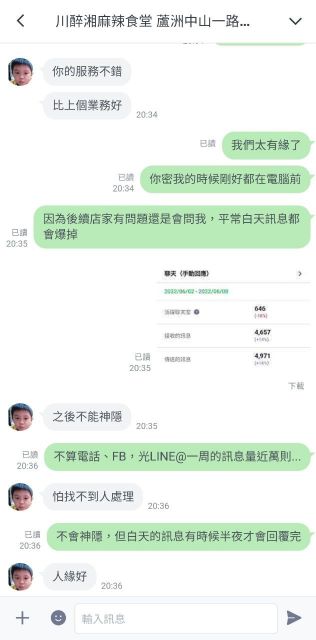 川醉湘麻辣食堂 蘆洲中山一路...
你的服務不錯
比上個業務好
20:34
已讀
我們太有緣了
已讀
20:34
你密我的時候剛好都在電腦前
已讀
20:35
因為後續店家有問題還是會問我，平常白天訊息都
會爆掉
聊天（手動回應）
2022/06/02 - 2022/06/08
646
(-10%)
接收的訊息
4,657
(+14%)
傳送的訊息
4,971
(+14%)
已讀
20:35
下載
之後不能神隱
20:35
已讀
20:36
不算電話、FB，光LINE@一周的訊息量近萬則...
怕找不到人處理
20:36
已讀
20:36
不會神隱，但白天的訊息有時候半夜才會回覆完
人緣好
20:36
輸入訊息